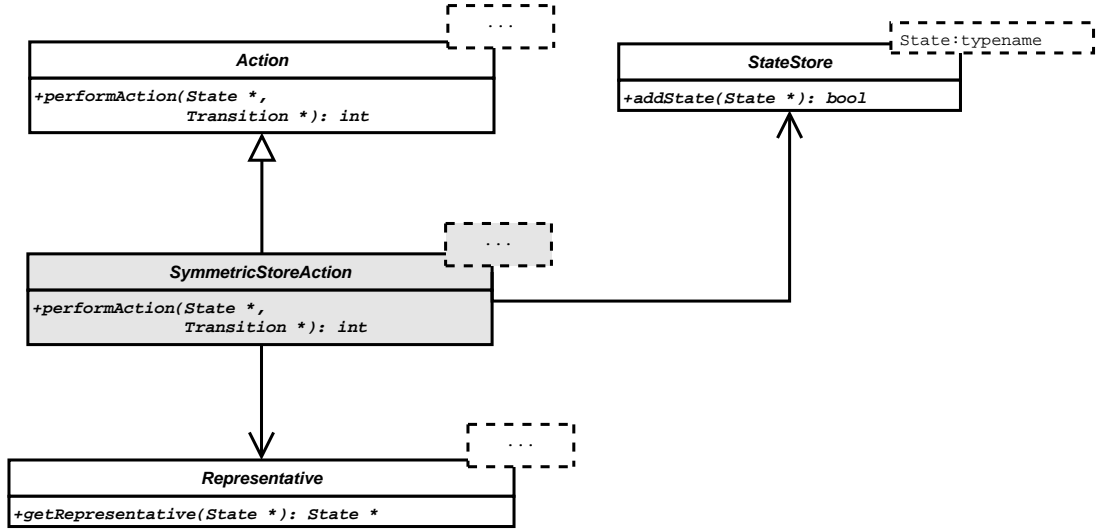 ...
Action
+performAction(State *,
Transition *): int
State:typename
StateStore
+addState(State *): bool
...
SymmetricStoreAction
+performAction(State *,
Transition *): int
...
Representative
+getRepresentative(State *): State *